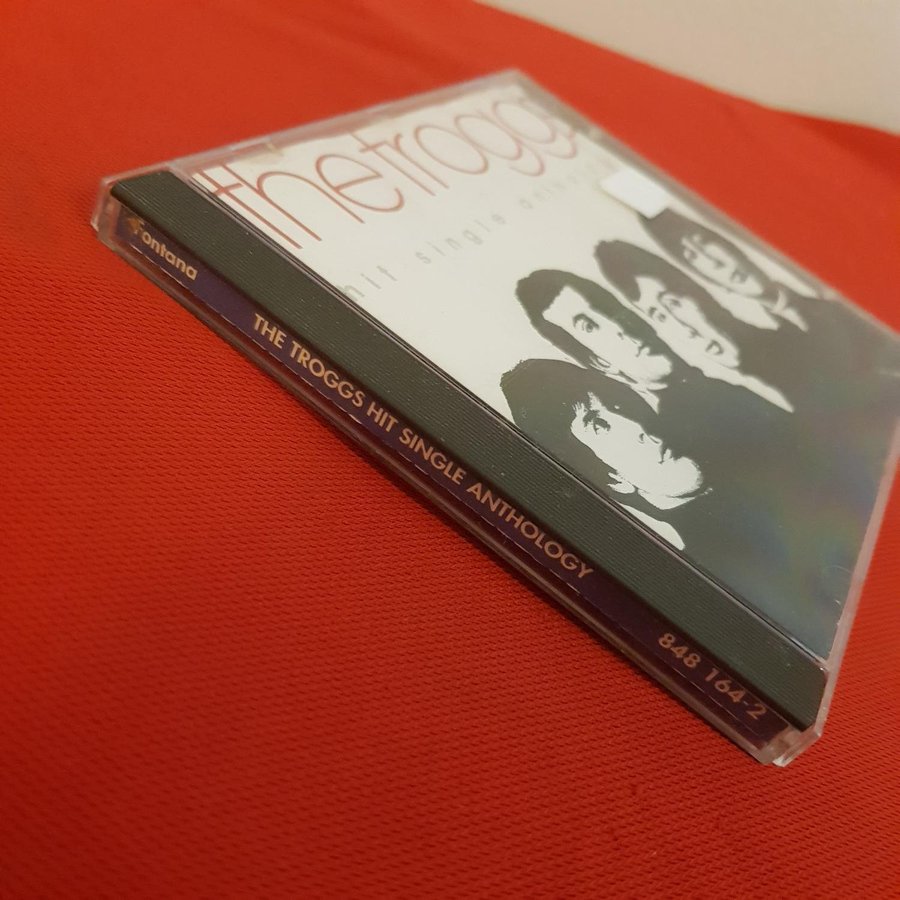 thetroggs
hit single anthology
fontana
THE TROGGS HIT SINGLE ANTHOLOGY
848 164-2